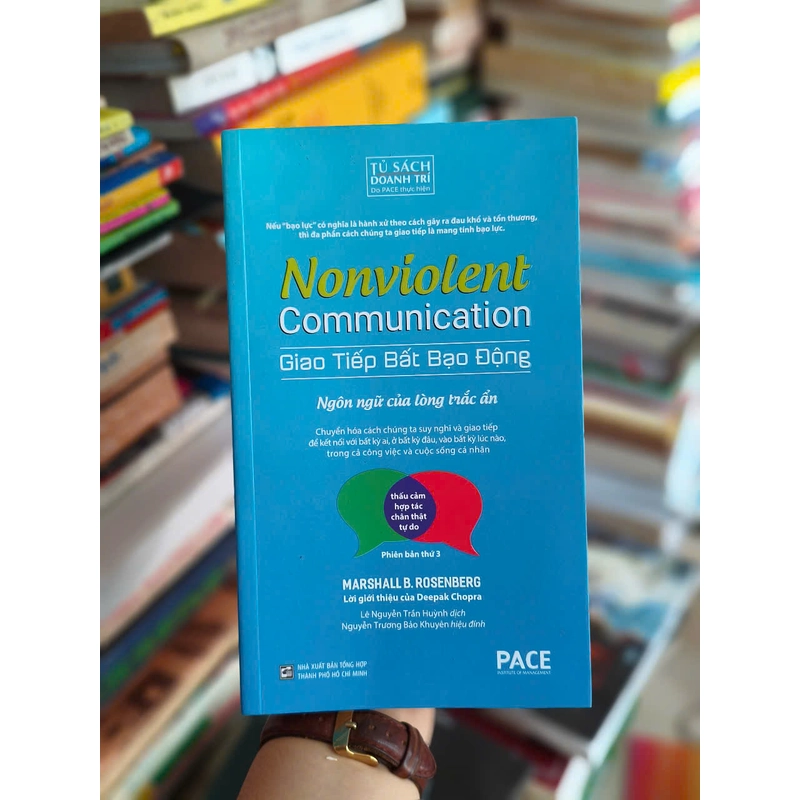 TỦ SÁCH
DOANH TRÍ
Do PACE thực hiện
Nếu "bạo lực" có nghĩa là hành xử theo cách gây ra đau khổ và tổn thương,
thì đa phần cách chúng ta giao tiếp là mang tính bạo lực.
Nonviolent
Communication
Giao Tiếp Bất Bạo Động
Ngôn ngữ của lòng trắc ẩn
Chuyển hóa cách chúng ta suy nghĩ và giao tiếp
để kết nối với bất kỳ ai, ở bất kỳ đâu, vào bất kỳ lúc nào,
trong cả công việc và cuộc sống cá nhân
thấu cảm
hợp tác
chân thật
tự do
Phiên bản thứ 3
MARSHALL B. ROSENBERG
Lời giới thiệu của Deepak Chopra
Lê Nguyễn Trần Huỳnh dịch
Nguyễn Trương Bảo Khuyên hiệu đính
NHÀ XUẤT BẢN TỔNG HỢP
THÀNH PHỐ HỒ CHÍ MINH
PACE
INSTITUTE OF MANAGEMENT